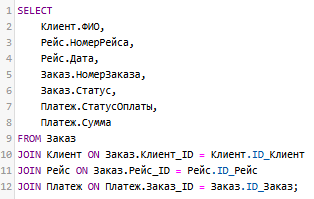 1 SELECT
2 Клиент.ФИО,
3 Рейс.НомерРейса,
4 Рейс.Дата,
5 Заказ.НомерЗаказа,
6 Заказ.Статус,
7 Платеж.СтатусОплаты,
8 Платеж.Сумма
9 FROM Заказ
10 JOIN Клиент ON Заказ.Клиент_ID = Клиент.ID_Клиент
11 JOIN Рейс ON Заказ.Рейс_ID = Рейс.ID_Рейс
12 JOIN Платеж ON Платеж.Заказ_ID = Заказ.ID_Заказ;